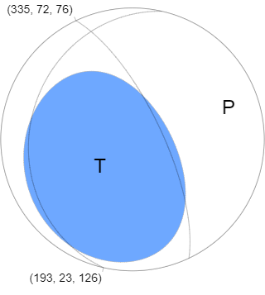 (335, 72, 76)
P
T
(193, 23, 126)